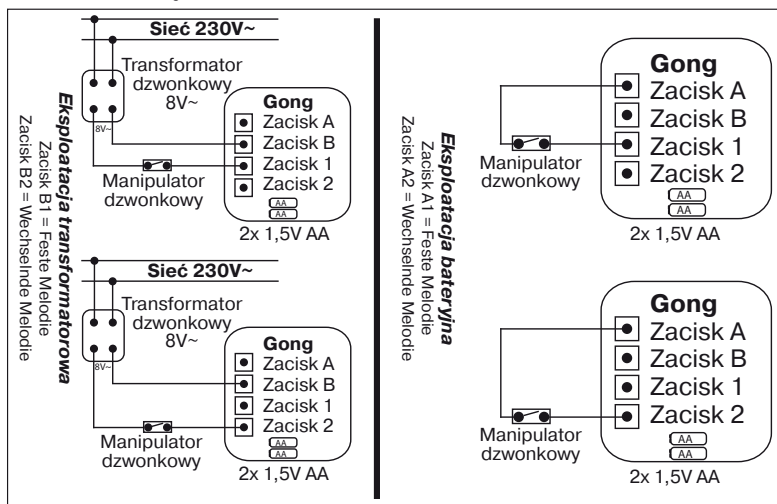 Sieć 230V~
Transformator
dzwonkowy
8V~
8V~
Gong
Zacisk A
Zacisk B
Zacisk 1
Zacisk 2
AA
AA
2x 1,5V AA
Manipulator
dzwonkowy
Eksploatacja transformatorowa
Zacisk B1 = Feste Melodie
Zacisk B2 = Wechselnde Melodie
Sieć 230V~
Transformator
dzwonkowy
8V~
8V~
Gong
Zacisk A
Zacisk B
Zacisk 1
Zacisk 2
AA
AA
2x 1,5V AA
Manipulator
dzwonkowy
Gong
Zacisk A
Zacisk B
Zacisk 1
Zacisk 2
AA
AA
2x 1,5V AA
Manipulator
dzwonkowy
Eksploatacja bateryjna
Zacisk A1 = Feste Melodie
Zacisk A2 = Wechselnde Melodie
Gong
Zacisk A
Zacisk B
Zacisk 1
Zacisk 2
AA
AA
2x 1,5V AA
Manipulator
dzwonkowy